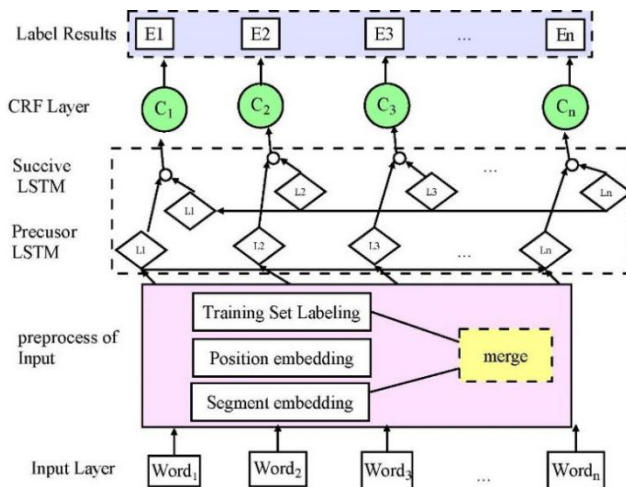 Label Results E1 E2 E3 ... En
CRF Layer C1 C2 C3 Cn
Succive
LSTM
...
L1 L2 L3 Ln
Precusor
LSTM
L1 L2 L3 Ln
...
preprocess of
Input
Training Set Labeling
Position embedding
Segment embedding
merge
Input Layer Word1 Word2 Word3 ... Wordn